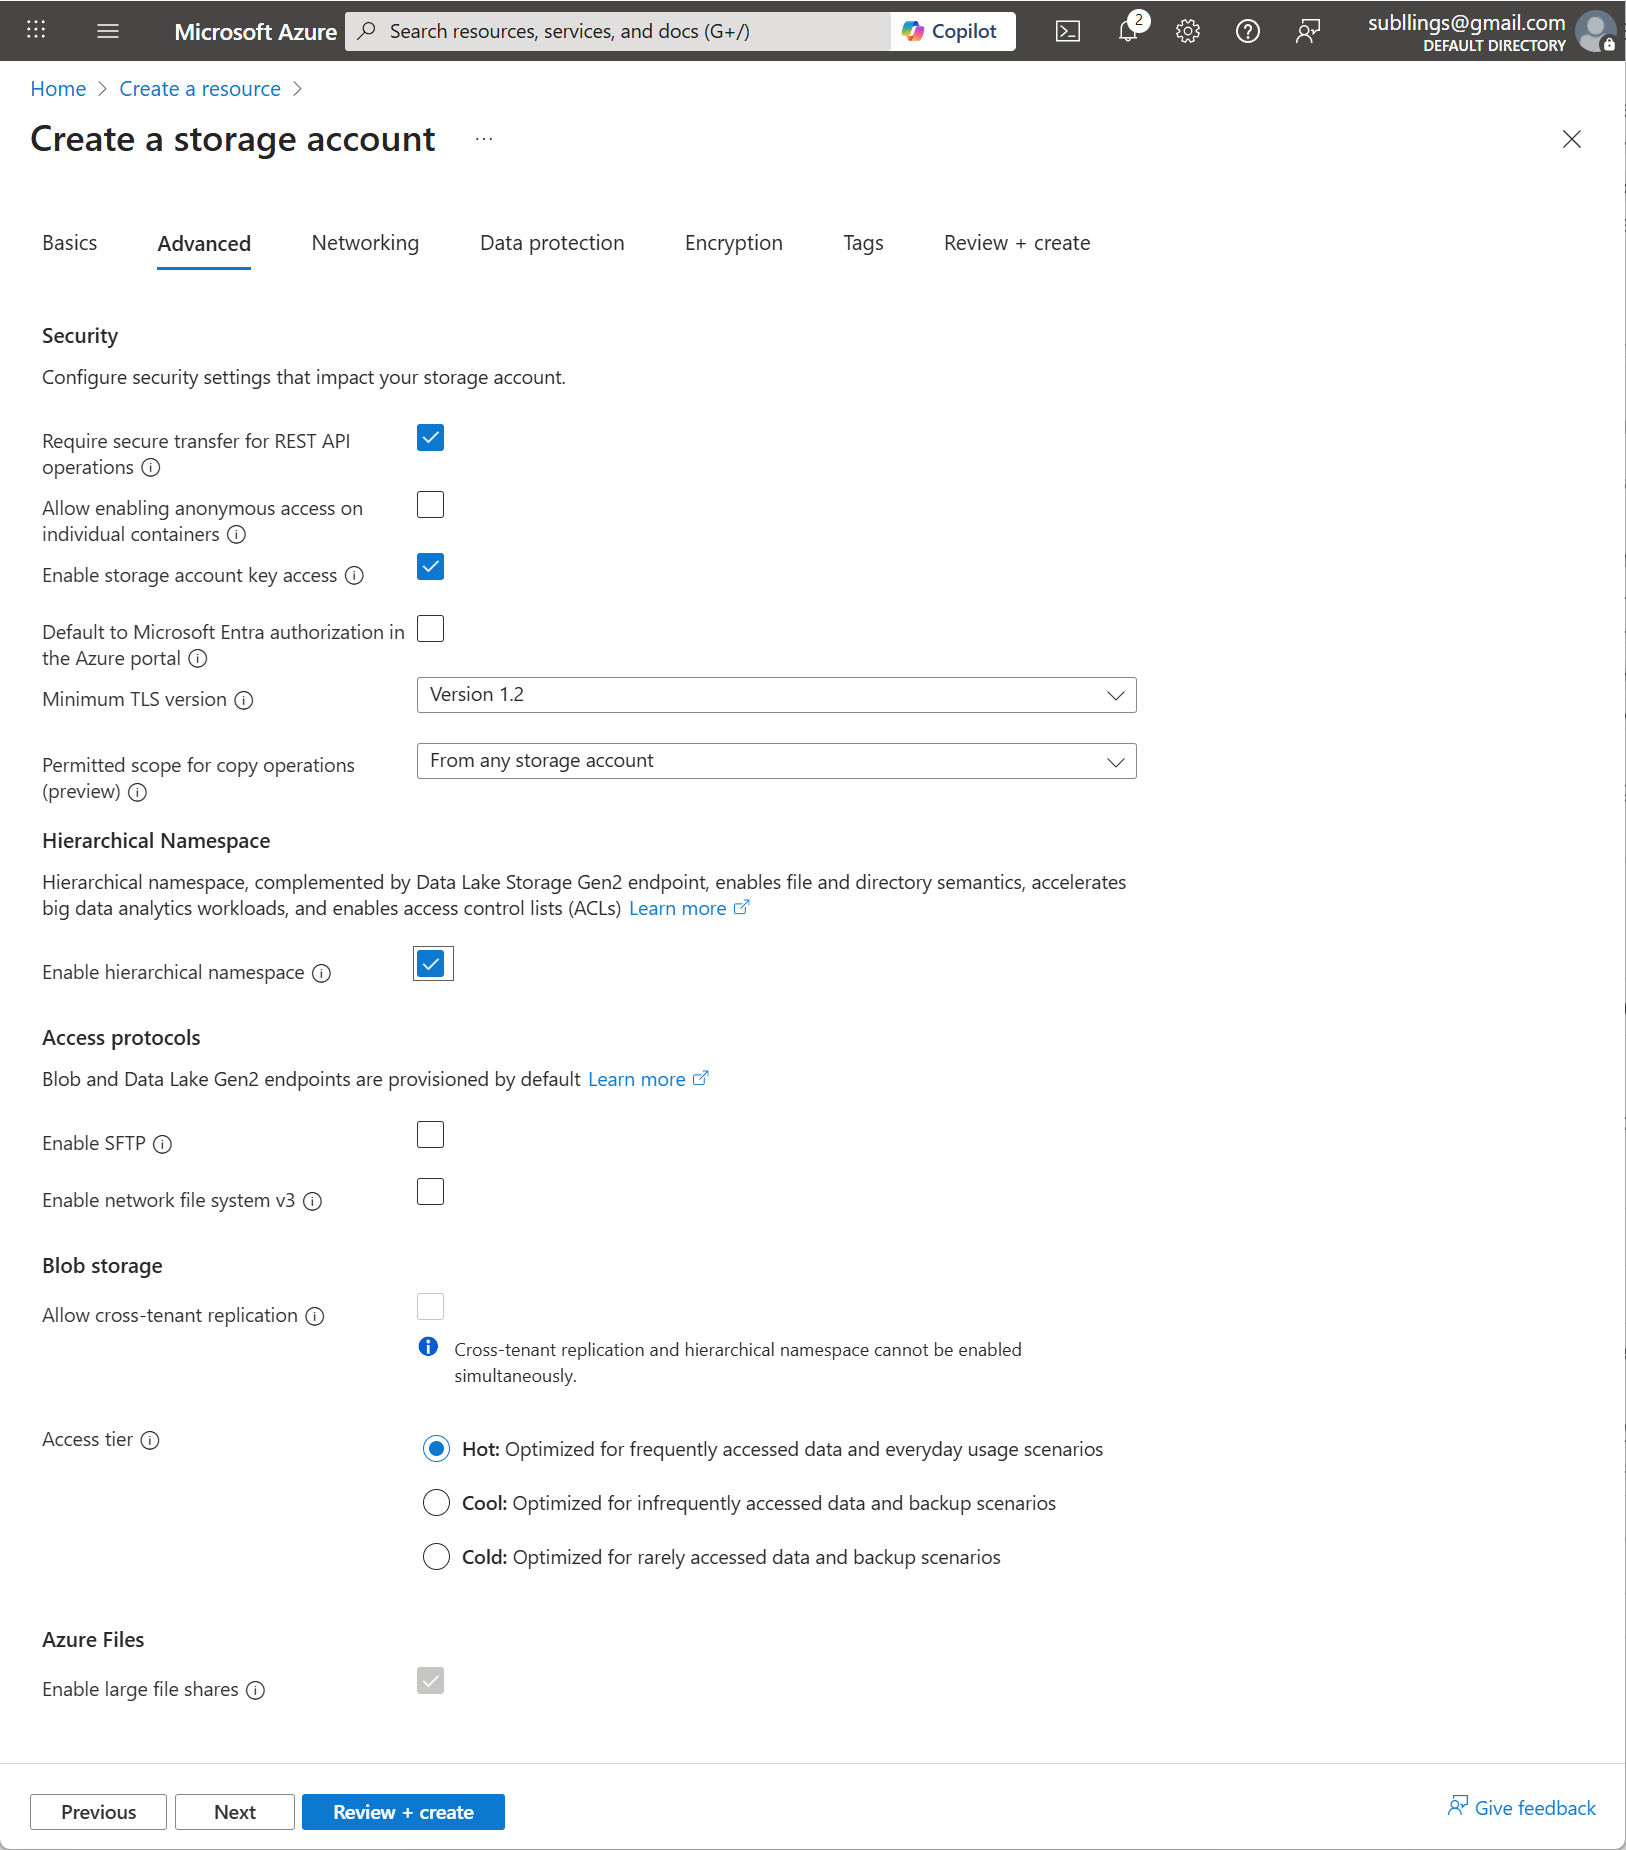 Microsoft Azure
Search resources, services, and docs (G+/)
Copilot
2
subllings@gmail.com
DEFAULT DIRECTORY
Home > Create a resource >
Create a storage account ...
Basics
Advanced
Networking
Data protection
Encryption
Tags
Review + create
Security
Configure security settings that impact your storage account.
Require secure transfer for REST API
operations
Allow enabling anonymous access on
individual containers
Enable storage account key access
Default to Microsoft Entra authorization in
the Azure portal
Minimum TLS version
Version 1.2
Permitted scope for copy operations
(preview)
From any storage account
Hierarchical Namespace
Hierarchical namespace, complemented by Data Lake Storage Gen2 endpoint, enables file and directory semantics, accelerates
big data analytics workloads, and enables access control lists (ACLs) Learn more
Enable hierarchical namespace
Access protocols
Blob and Data Lake Gen2 endpoints are provisioned by default Learn more
Enable SFTP
Enable network file system v3
Blob storage
Allow cross-tenant replication
Cross-tenant replication and hierarchical namespace cannot be enabled
simultaneously.
Access tier
Hot: Optimized for frequently accessed data and everyday usage scenarios
Cool: Optimized for infrequently accessed data and backup scenarios
Cold: Optimized for rarely accessed data and backup scenarios
Azure Files
Enable large file shares
Previous
Next
Review + create
Give feedback